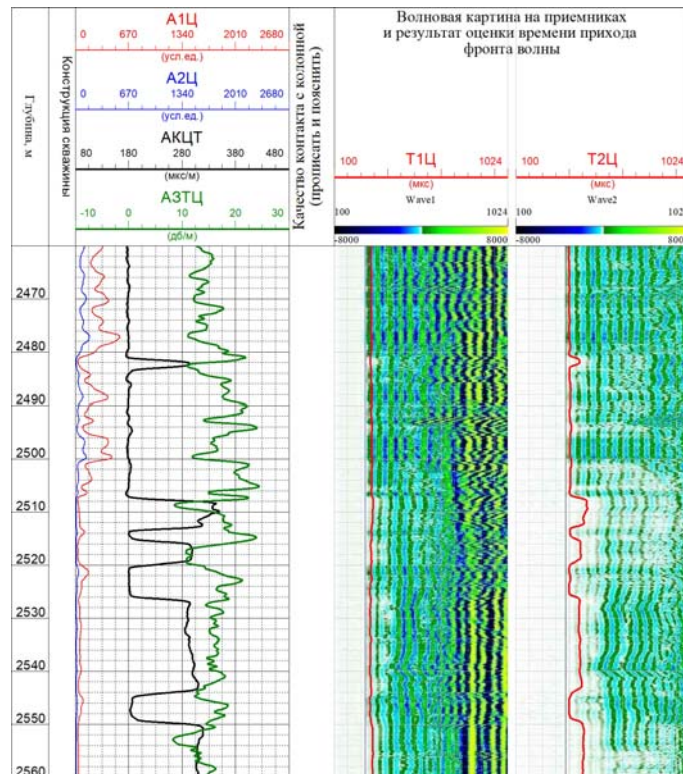 Глубина, м
Конструкция скважины
А1Ц
0 670 1340 2010 2680
(усл.ед.)
А2Ц
0 670 1340 2010 2680
(усл.ед.)
АКЦТ
80 180 280 380 480
(мкс/м)
АЗТЦ
-10 0 10 20 30
(дб/м)
Качество контакта с колонной
(прописать и пояснить)
Волновая картина на приемниках
и результат оценки времени прихода
фронта волны
100 Т1Ц 1024
(мкс)
Wave1
100 1024
-8000 8000
100 Т2Ц 1024
(мкс)
Wave2
100 102
-8000 800
2470
2480
2490
2500
2510
2520
2530
2540
2550
2560